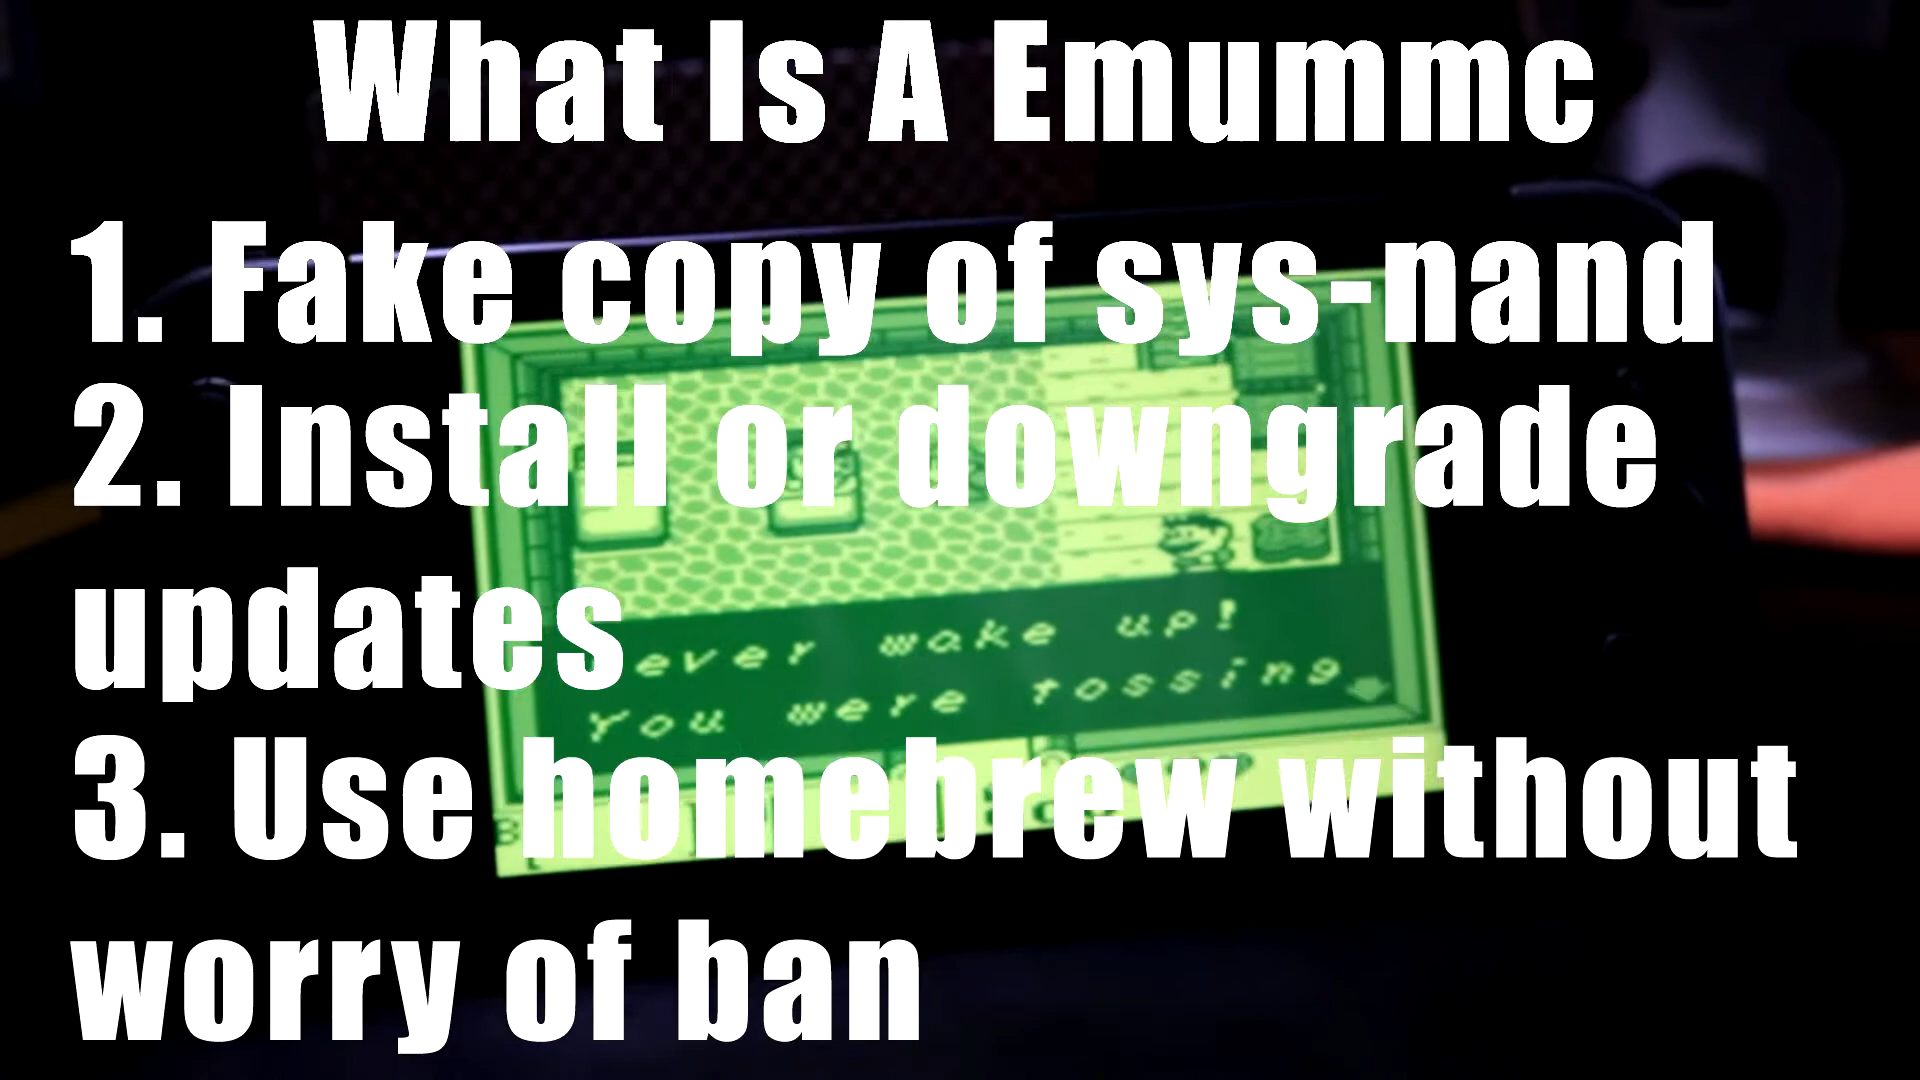 What Is A Emummc
1. Fake copy of sys-nand
2. Install or downgrade
updates
ever wake up!
You were tossing
3. Use homebrew without
worry of ban